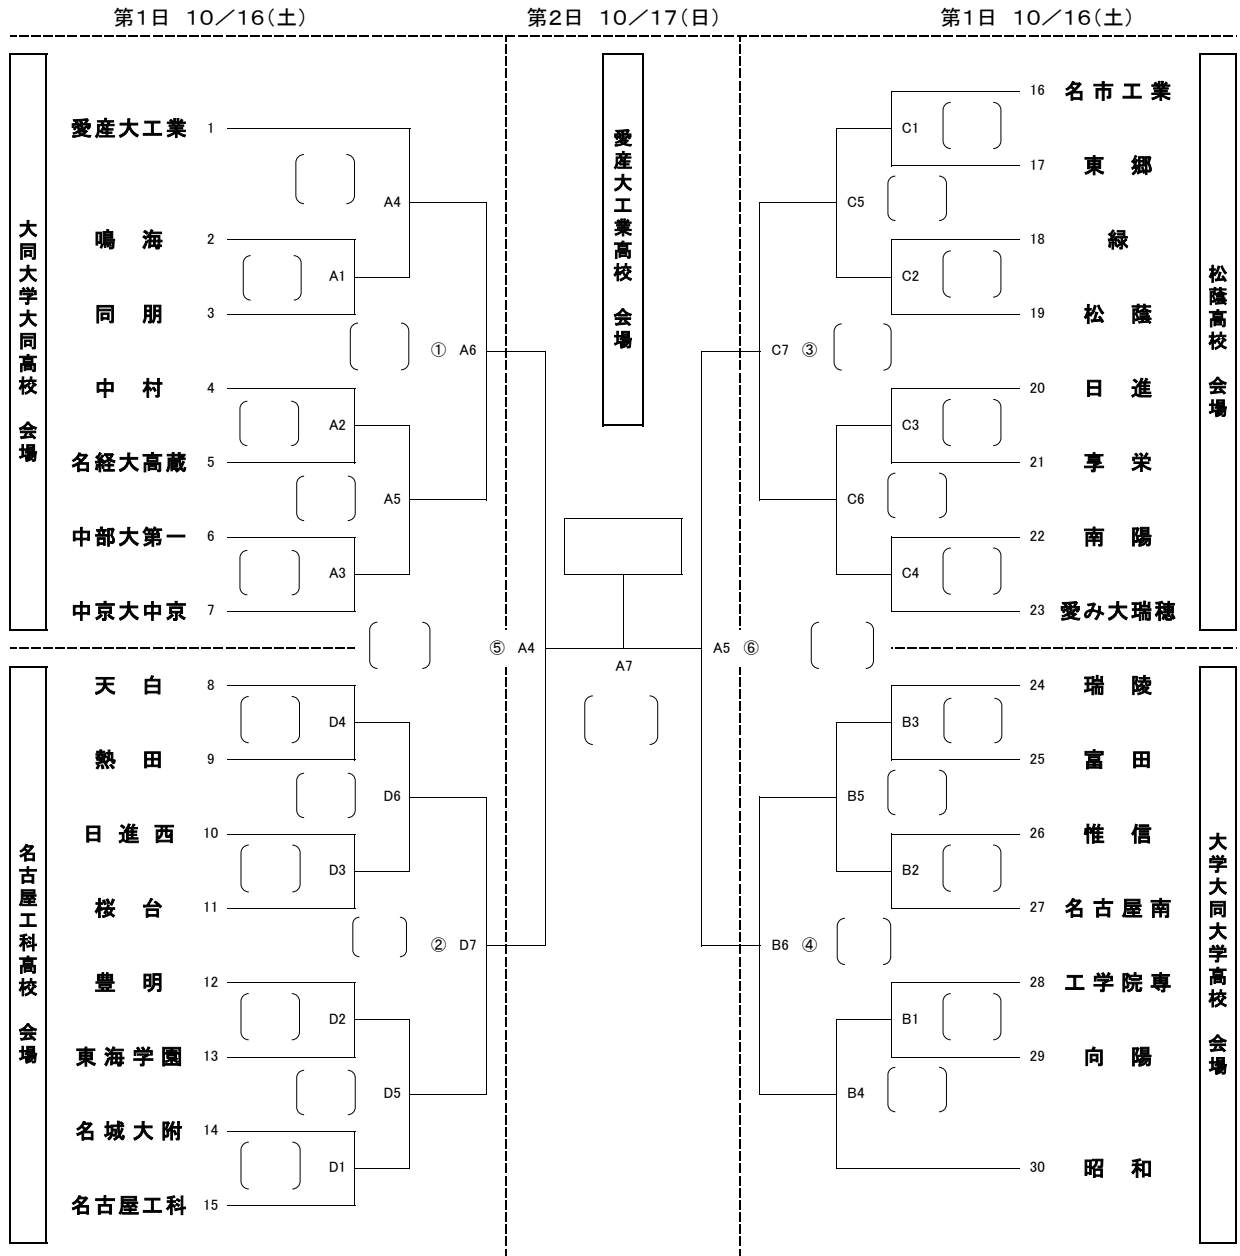 第1日 10／16(土)
第2日 10／17(日)
第1日 10／16(土)
大同大学大同高校 会場
愛産大工業 1
鳴海 2
同朋 3
中村 4
名経大高蔵 5
中部大第一 6
中京大中京 7
A1
A2
A3
A4
A5
① A6
名古屋工科高校 会場
天白 8
熱田 9
日進西 10
桜台 11
豊明 12
東海学園 13
名城大附 14
名古屋工科 15
D4
D3
D2
D1
D6
D5
② D7
愛産大工業高校 会場
⑤ A4
A7
A5 ⑥
松蔭高校 会場
16 名市工業
17 東郷
18 緑
19 松蔭
20 日進
21 享栄
22 南陽
23 愛み大瑞穂
C1
C2
C3
C4
C5
C6
C7 ③
大学大同大学高校 会場
24 瑞陵
25 富田
26 惟信
27 名古屋南
28 工学院専
29 向陽
30 昭和
B3
B2
B1
B5
B4
B6 ④